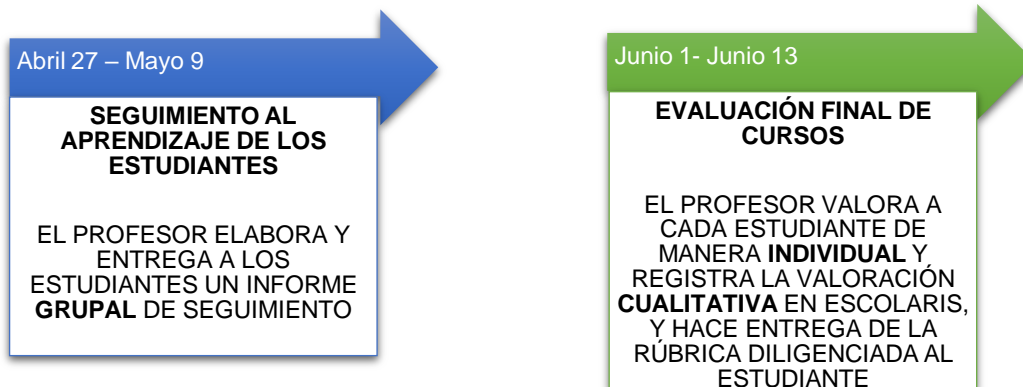 Abril 27 – Mayo 9
SEGUIMIENTO AL
APRENDIZAJE DE LOS
ESTUDIANTES
EL PROFESOR ELABORA Y
ENTREGA A LOS
ESTUDIANTES UN INFORME
GRUPAL DE SEGUIMIENTO
Junio 1- Junio 13
EVALUACIÓN FINAL DE
CURSOS
EL PROFESOR VALORA A
CADA ESTUDIANTE DE
MANERA INDIVIDUAL Y
REGISTRA LA VALORACIÓN
CUALITATIVA EN ESCOLARIS,
Y HACE ENTREGA DE LA
RÚBRICA DILIGENCIADA AL
ESTUDIANTE